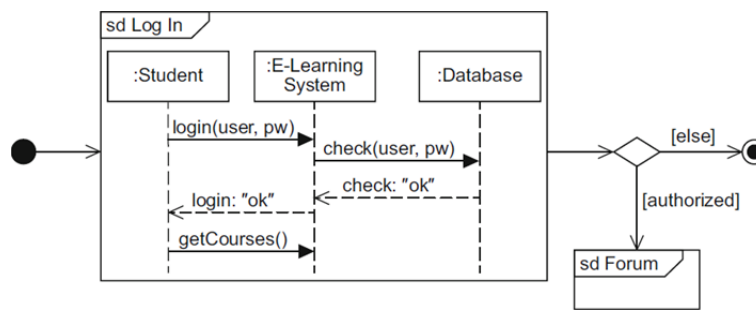 sd Log In
:Student
:E-Learning
System
:Database
login(user, pw)
check(user, pw)
check: "ok"
login: "ok"
getCourses()
[else]
[authorized]
sd Forum